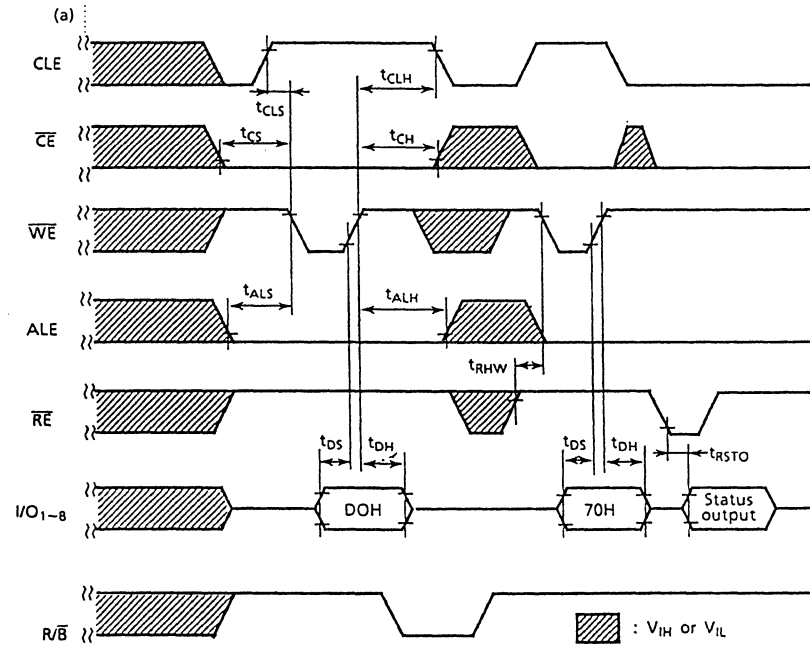 (a)
CLE
tCLS
tCLH
CE
tCS
tCH
WE
ALE
tALS
tALH
tRHW
RE
tDS
tDH
tDS
tDH
tRSTO
I/O1~8
DOH
70H
Status
output
R/B
: VIH or VIL